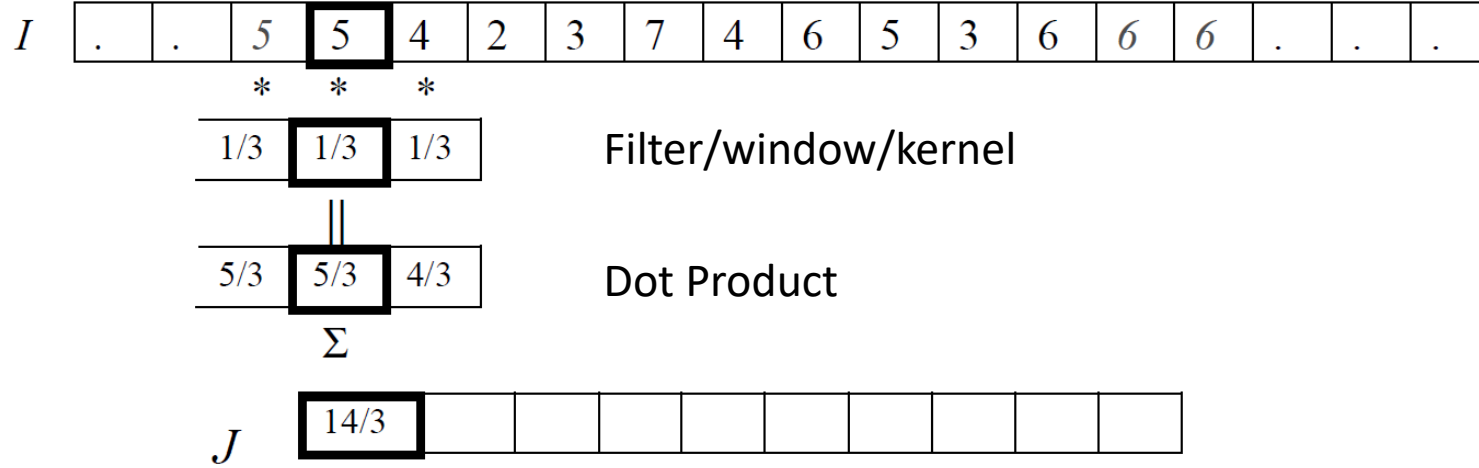 I . . 5 5 4 2 3 7 4 6 5 3 6 6 6 . . .
* * *
1/3 1/3 1/3 Filter/window/kernel
||
5/3 5/3 4/3 Dot Product
Σ
J 14/3